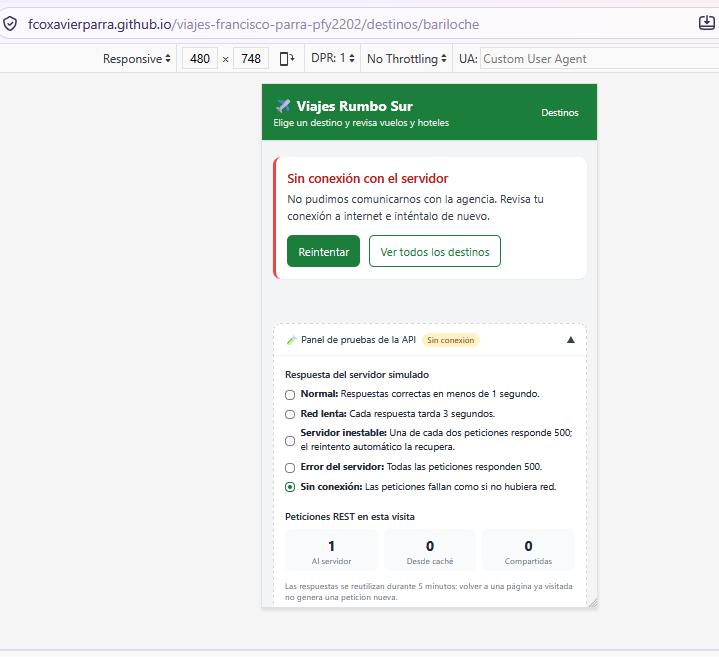 fcoxavierparra.github.io/viajes-francisco-parra-pfy2202/destinos/bariloche
Responsive 480 × 748 DPR: 1 No Throttling UA: Custom User Agent
Viajes Rumbo Sur
Elige un destino y revisa vuelos y hoteles
Destinos
Sin conexión con el servidor
No pudimos comunicarnos con la agencia. Revisa tu
conexión a internet e inténtalo de nuevo.
Reintentar Ver todos los destinos
Panel de pruebas de la API Sin conexión ▲
Respuesta del servidor simulado
Normal: Respuestas correctas en menos de 1 segundo.
Red lenta: Cada respuesta tarda 3 segundos.
Servidor inestable: Una de cada dos peticiones responde 500;
el reintento automático la recupera.
Error del servidor: Todas las peticiones responden 500.
Sin conexión: Las peticiones fallan como si no hubiera red.
Peticiones REST en esta visita
1 0 0
Al servidor Desde caché Compartidas
Las respuestas se reutilizan durante 5 minutos: volver a una página ya visitada
no genera una petición nueva.